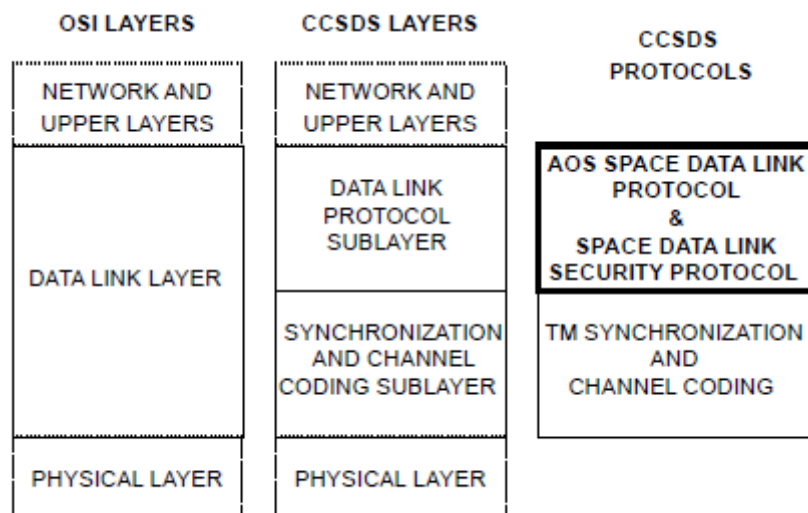 OSI LAYERS
NETWORK AND
UPPER LAYERS
DATA LINK LAYER
PHYSICAL LAYER
CCSDS LAYERS
NETWORK AND
UPPER LAYERS
DATA LINK
PROTOCOL
SUBLAYER
SYNCHRONIZATION
AND CHANNEL
CODING SUBLAYER
PHYSICAL LAYER
CCSDS
PROTOCOLS
AOS SPACE DATA LINK
PROTOCOL
&
SPACE DATA LINK
SECURITY PROTOCOL
TM SYNCHRONIZATION
AND
CHANNEL CODING